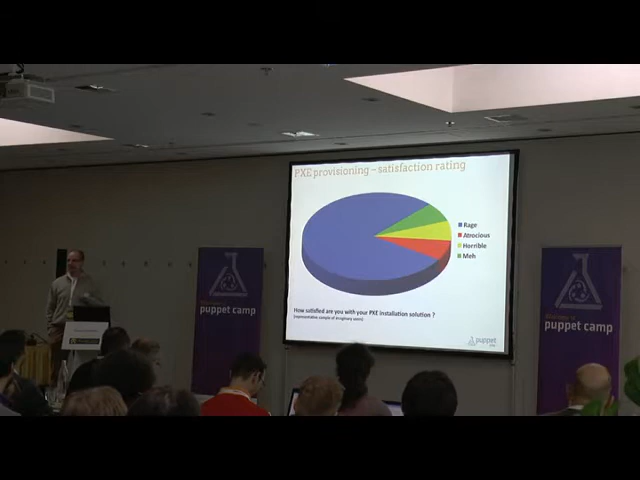 PXE provisioning – satisfaction rating
Rage
Atrocious
Horrible
Meh
How satisfied are you with your PXE installation solution ?
(representative sample of imaginary users)
puppet
labs
puppet camp
puppet camp